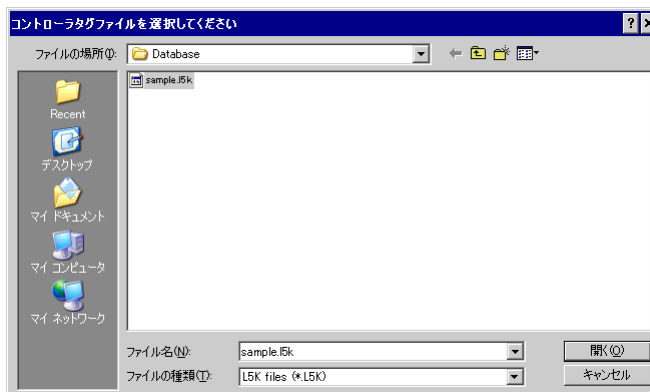 コントローラタグファイルを選択してください
ファイルの場所(I): Database
sample.l5k
Recent
デスクトップ
マイ ドキュメント
マイ コンピュータ
マイ ネットワーク
ファイル名(N): sample.l5k 開く(O)
ファイルの種類(T): L5K files (*.L5K) キャンセル